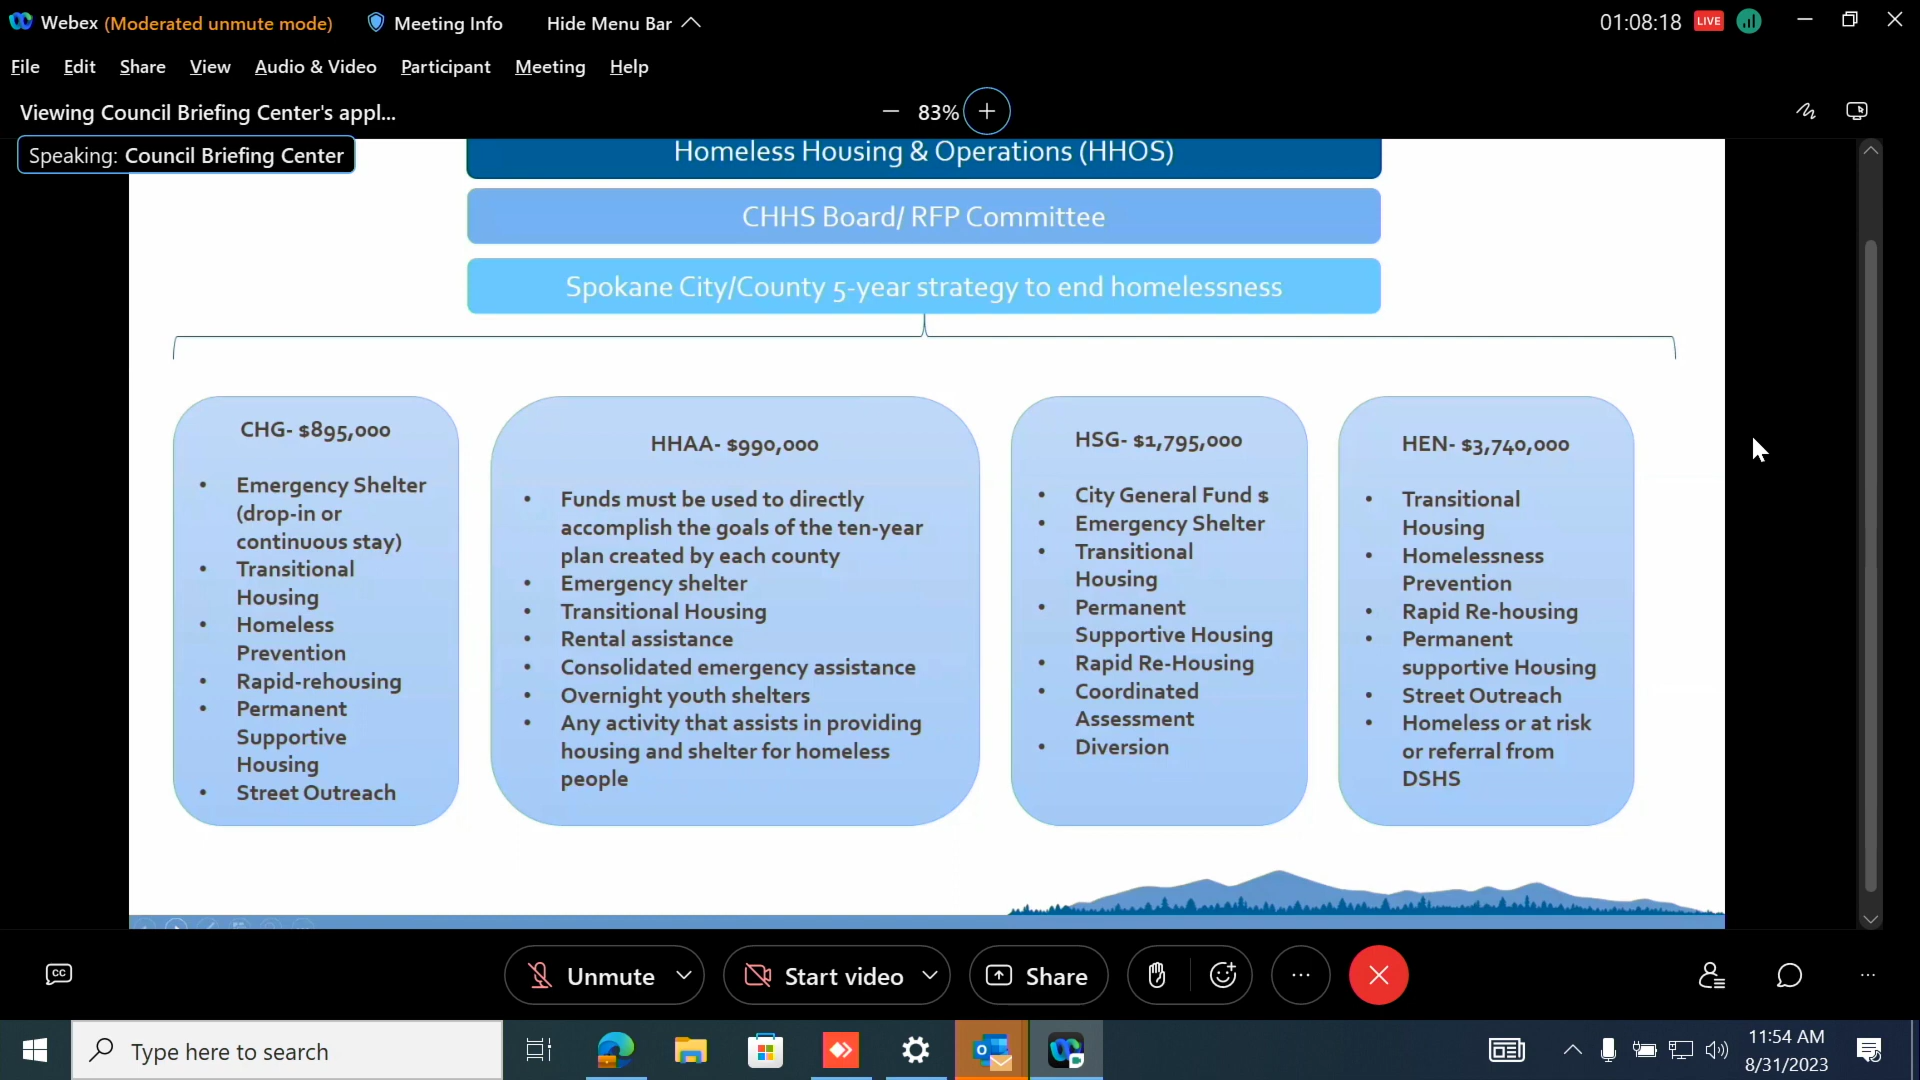 Webex (Moderated unmute mode) Meeting Info Hide Menu Bar 01:08:18 LIVE
File Edit Share View Audio & Video Participant Meeting Help
Viewing Council Briefing Center's appl... 83%
Speaking: Council Briefing Center
Homeless Housing & Operations (HHOS)
CHHS Board/ RFP Committee
Spokane City/County 5-year strategy to end homelessness
CHG- $895,000
• Emergency Shelter
(drop-in or
continuous stay)
• Transitional
Housing
• Homeless
Prevention
• Rapid-rehousing
• Permanent
Supportive
Housing
• Street Outreach
HHAA- $990,000
• Funds must be used to directly
accomplish the goals of the ten-year
plan created by each county
• Emergency shelter
• Transitional Housing
• Rental assistance
• Consolidated emergency assistance
• Overnight youth shelters
• Any activity that assists in providing
housing and shelter for homeless
people
HSG- $1,795,000
• City General Fund $
• Emergency Shelter
• Transitional
Housing
• Permanent
Supportive Housing
• Rapid Re-Housing
• Coordinated
Assessment
• Diversion
HEN- $3,740,000
• Transitional
Housing
• Homelessness
Prevention
• Rapid Re-housing
• Permanent
supportive Housing
• Street Outreach
• Homeless or at risk
or referral from
DSHS
CC Unmute Start video Share
Type here to search
11:54 AM
8/31/2023